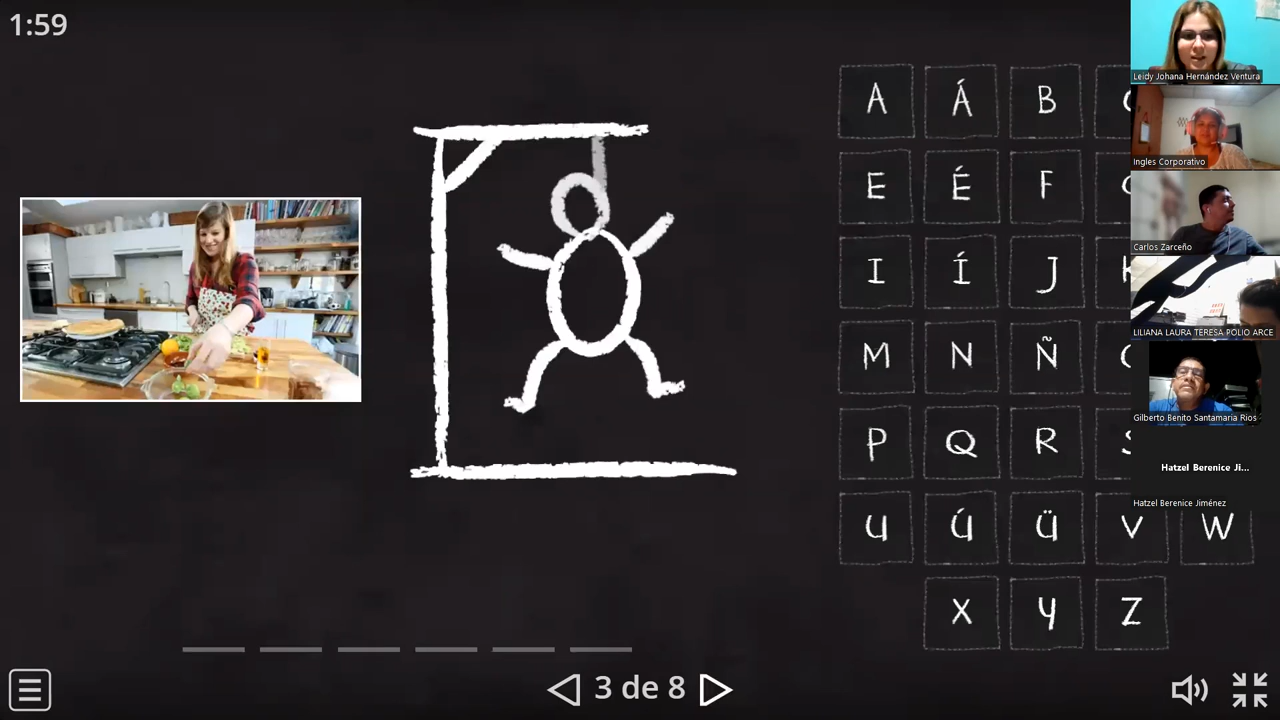 1:59
A Á B
E É F
I Í J
M N Ñ
P Q R
U Ú Ü V W
X Y Z
3 de 8
Leidy Johana Hernández Ventura
Ingles Corporativo
Carlos Zarceño
LILIANA LAURA TERESA POLIO ARCE
Gilberto Benito Santamaria Rios
Hatzel Berenice Ji...
Hatzel Berenice Jiménez